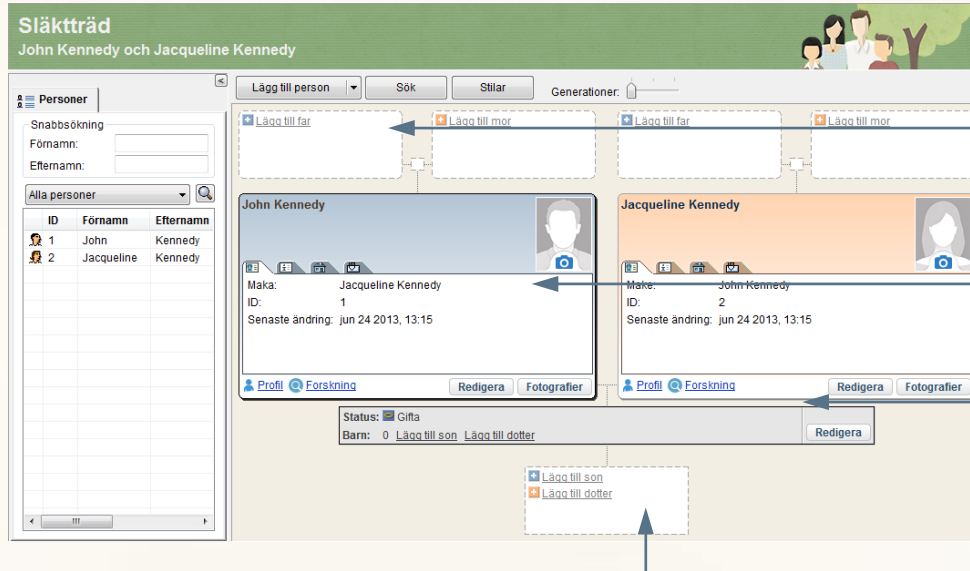 Släktträd
John Kennedy och Jacqueline Kennedy
Personer
Snabbsökning
Förnamn:
Efternamn:
Alla personer
ID Förnamn Efternamn
1 John Kennedy
2 Jacqueline Kennedy
Lägg till person Sök Stilar Generationer:
Lägg till far Lägg till mor Lägg till far Lägg till mor
John Kennedy
Maka: Jacqueline Kennedy
ID: 1
Senaste ändring: jun 24 2013, 13:15
Profil Forskning Redigera Fotografier
Jacqueline Kennedy
Make: John Kennedy
ID: 2
Senaste ändring: jun 24 2013, 13:15
Profil Forskning Redigera Fotografier
Status: Gifta
Barn: 0 Lägg till son Lägg till dotter
Redigera
Lägg till son
Lägg till dotter